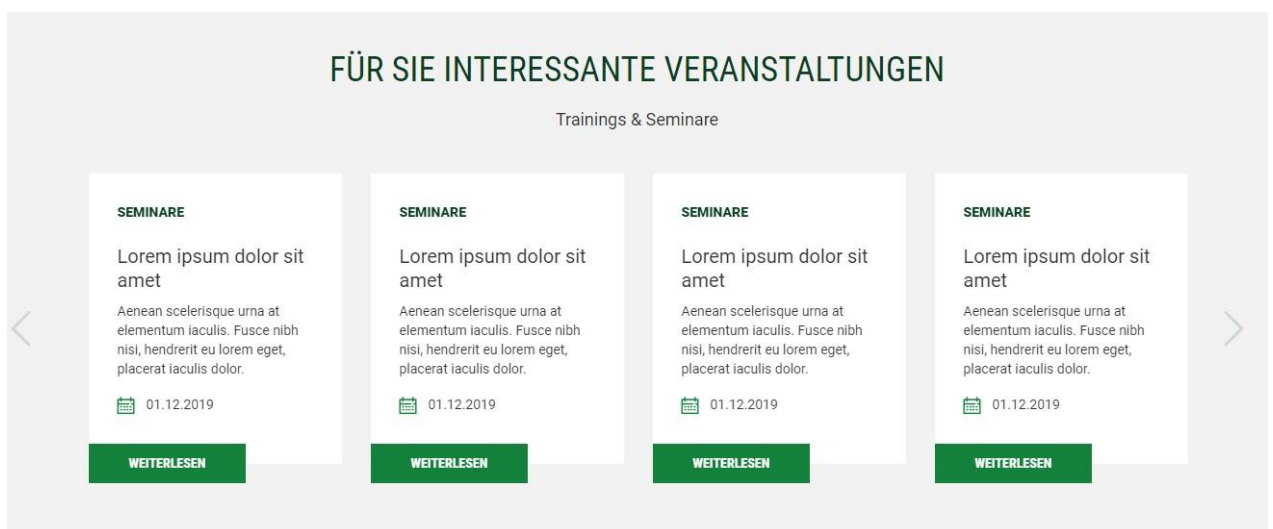 FÜR SIE INTERESSANTE VERANSTALTUNGEN
Trainings & Seminare
SEMINARE
Lorem ipsum dolor sit
amet
Aenean scelerisque urna at
elementum iaculis. Fusce nibh
nisi, hendrerit eu lorem eget,
placerat iaculis dolor.
01.12.2019
WEITERLESEN
SEMINARE
Lorem ipsum dolor sit
amet
Aenean scelerisque urna at
elementum iaculis. Fusce nibh
nisi, hendrerit eu lorem eget,
placerat iaculis dolor.
01.12.2019
WEITERLESEN
SEMINARE
Lorem ipsum dolor sit
amet
Aenean scelerisque urna at
elementum iaculis. Fusce nibh
nisi, hendrerit eu lorem eget,
placerat iaculis dolor.
01.12.2019
WEITERLESEN
SEMINARE
Lorem ipsum dolor sit
amet
Aenean scelerisque urna at
elementum iaculis. Fusce nibh
nisi, hendrerit eu lorem eget,
placerat iaculis dolor.
01.12.2019
WEITERLESEN